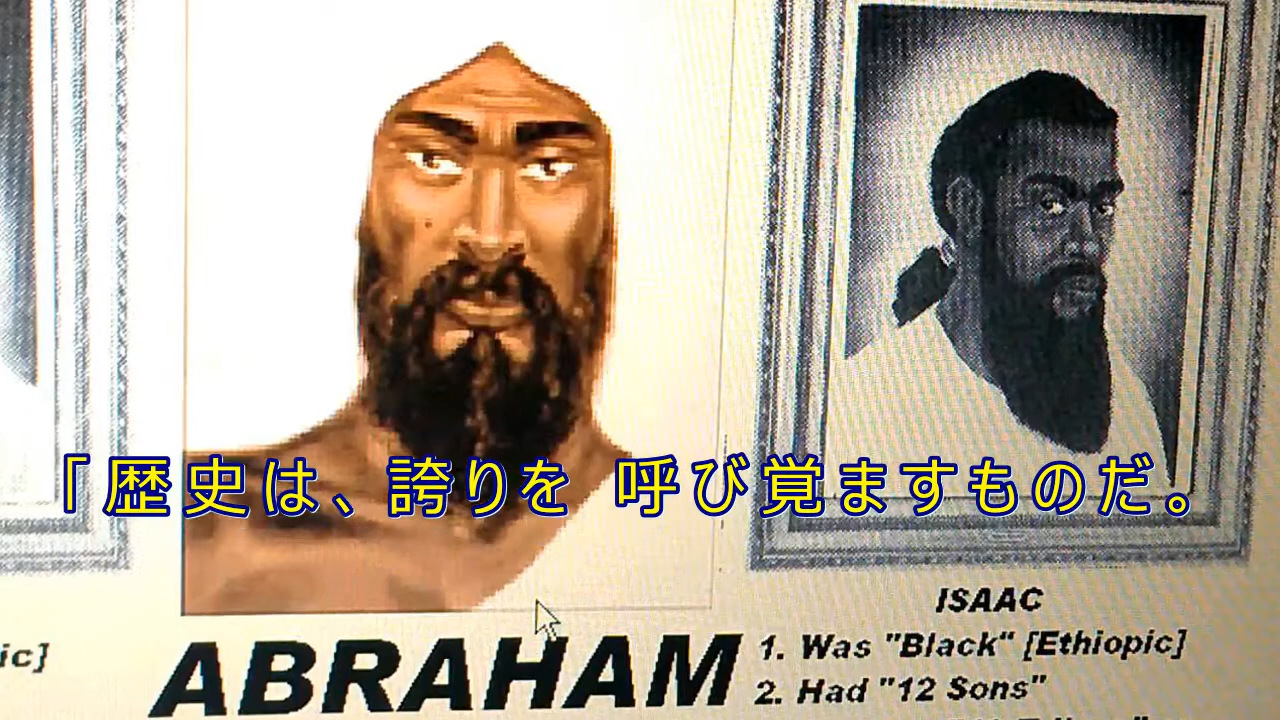 「歴史は、誇りを 呼び覚ますものだ。
ISAAC
ic]
ABRAHAM
1. Was "Black" [Ethiopic]
2. Had "12 Sons"